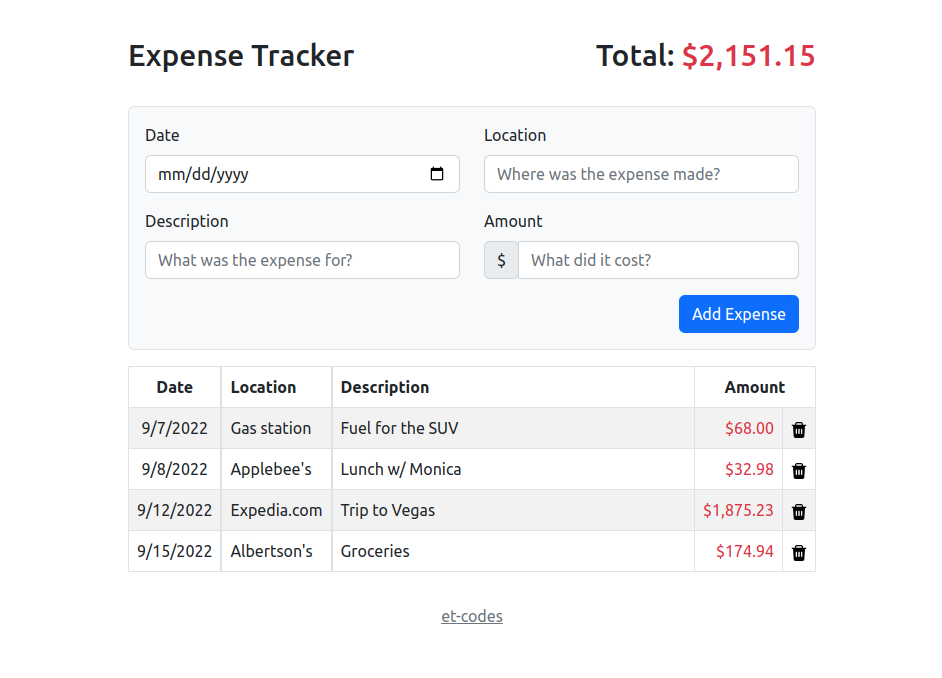 Expense Tracker Total: $2,151.15
Date Location
mm/dd/yyyy Where was the expense made?
Description Amount
What was the expense for? $ What did it cost?
Add Expense
Date Location Description Amount
9/7/2022 Gas station Fuel for the SUV $68.00
9/8/2022 Applebee's Lunch w/ Monica $32.98
9/12/2022 Expedia.com Trip to Vegas $1,875.23
9/15/2022 Albertson's Groceries $174.94
et-codes